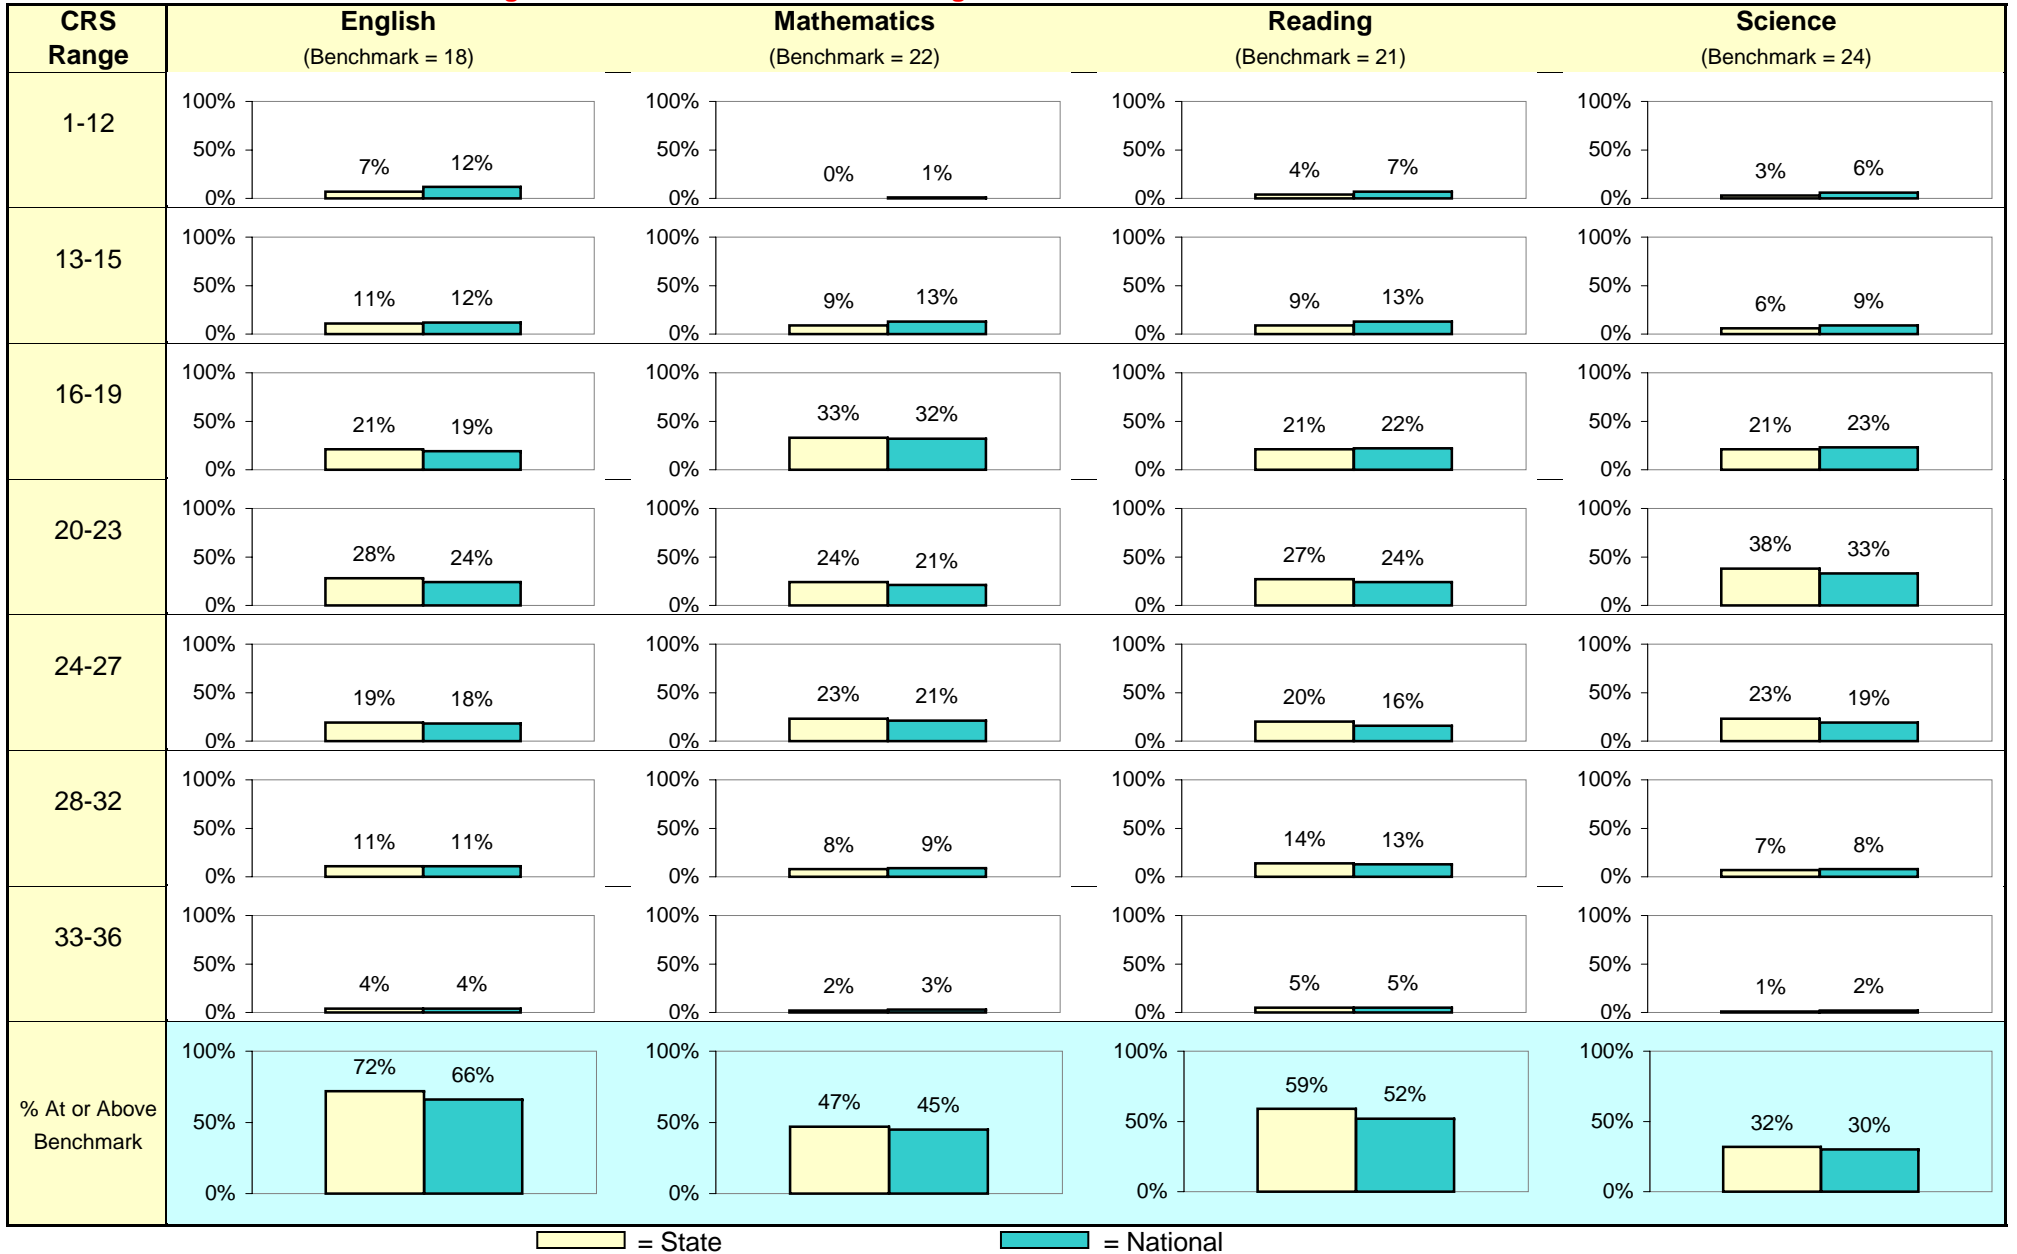 CRS Range
English
Mathematics
Reading
Science
(Benchmark = 18)
(Benchmark = 22)
(Benchmark = 21)
(Benchmark = 24)
1-12
100% 50% 0% 7% 12%
100% 50% 0% 0% 1%
100% 50% 0% 4% 7%
100% 50% 0% 3% 6%
13-15
100% 50% 0% 11% 12%
100% 50% 0% 9% 13%
100% 50% 0% 9% 13%
100% 50% 0% 6% 9%
16-19
100% 50% 0% 21% 19%
100% 50% 0% 33% 32%
100% 50% 0% 21% 22%
100% 50% 0% 21% 23%
20-23
100% 50% 0% 28% 24%
100% 50% 0% 24% 21%
100% 50% 0% 27% 24%
100% 50% 0% 38% 33%
24-27
100% 50% 0% 19% 18%
100% 50% 0% 23% 21%
100% 50% 0% 20% 16%
100% 50% 0% 23% 19%
28-32
100% 50% 0% 11% 11%
100% 50% 0% 8% 9%
100% 50% 0% 14% 13%
100% 50% 0% 7% 8%
33-36
100% 50% 0% 4% 4%
100% 50% 0% 2% 3%
100% 50% 0% 5% 5%
100% 50% 0% 1% 2%
% At or Above
Benchmark
100% 50% 0% 72% 66%
100% 50% 0% 47% 45%
100% 50% 0% 59% 52%
100% 50% 0% 32% 30%
= State
= National